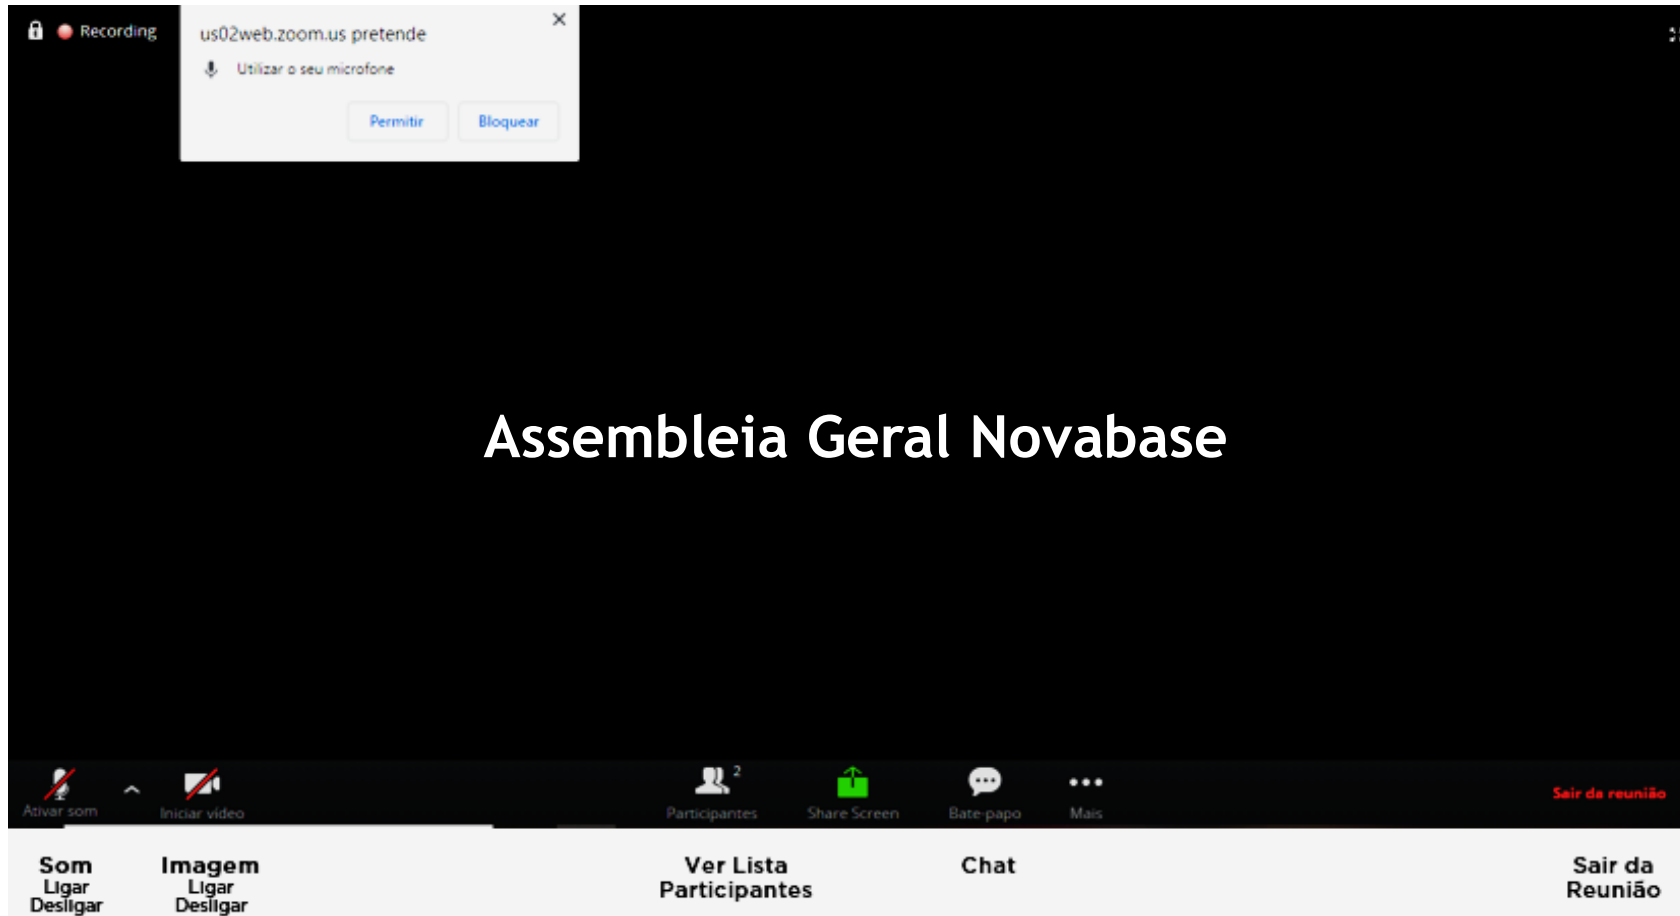 Recording
us02web.zoom.us pretende
Utilizar o seu microfone
Permitir Bloquear
Assembleia Geral Novabase
2
Ativar som Iniciar vídeo Participantes Share Screen Bate-papo Mais Sair da reunião
Som Imagem Ver Lista Chat Sair da
Ligar Ligar Participantes Reunião
Desligar Desligar